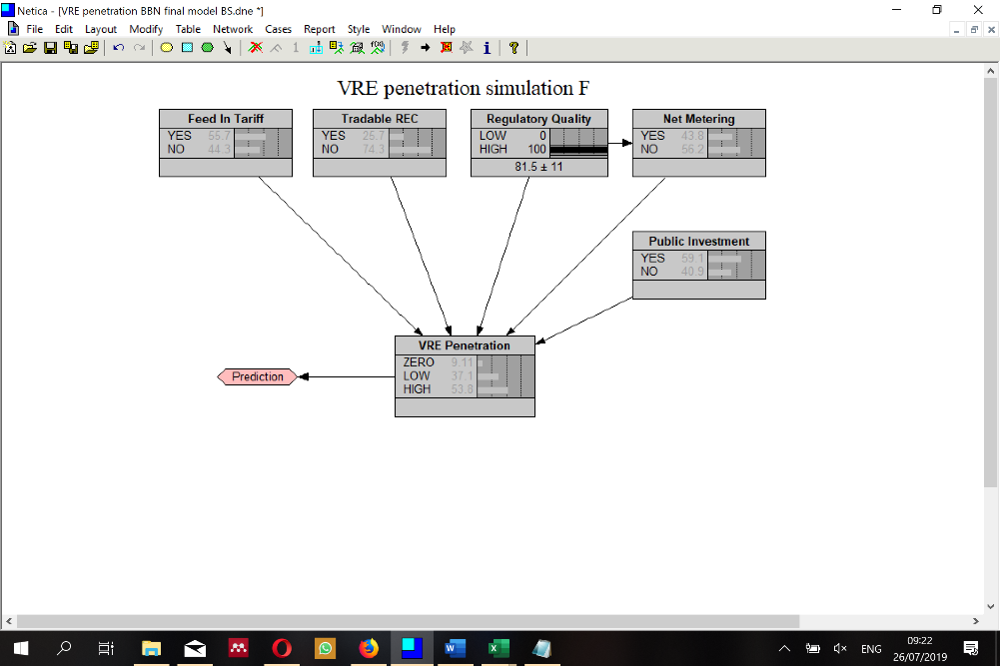 Netica - [VRE penetration BBN final model BS.dne *]
File Edit Layout Modify Table Network Cases Report Style Window Help
VRE penetration simulation F
Feed In Tariff
YES 55.7
NO 44.3
Tradable REC
YES 25.7
NO 74.3
Regulatory Quality
LOW 0
HIGH 100
81.5 ± 11
Net Metering
YES 43.8
NO 56.2
Public Investment
YES 59.1
NO 40.9
VRE Penetration
ZERO 9.11
LOW 37.1
HIGH 53.8
Prediction
ENG
09:22
26/07/2019